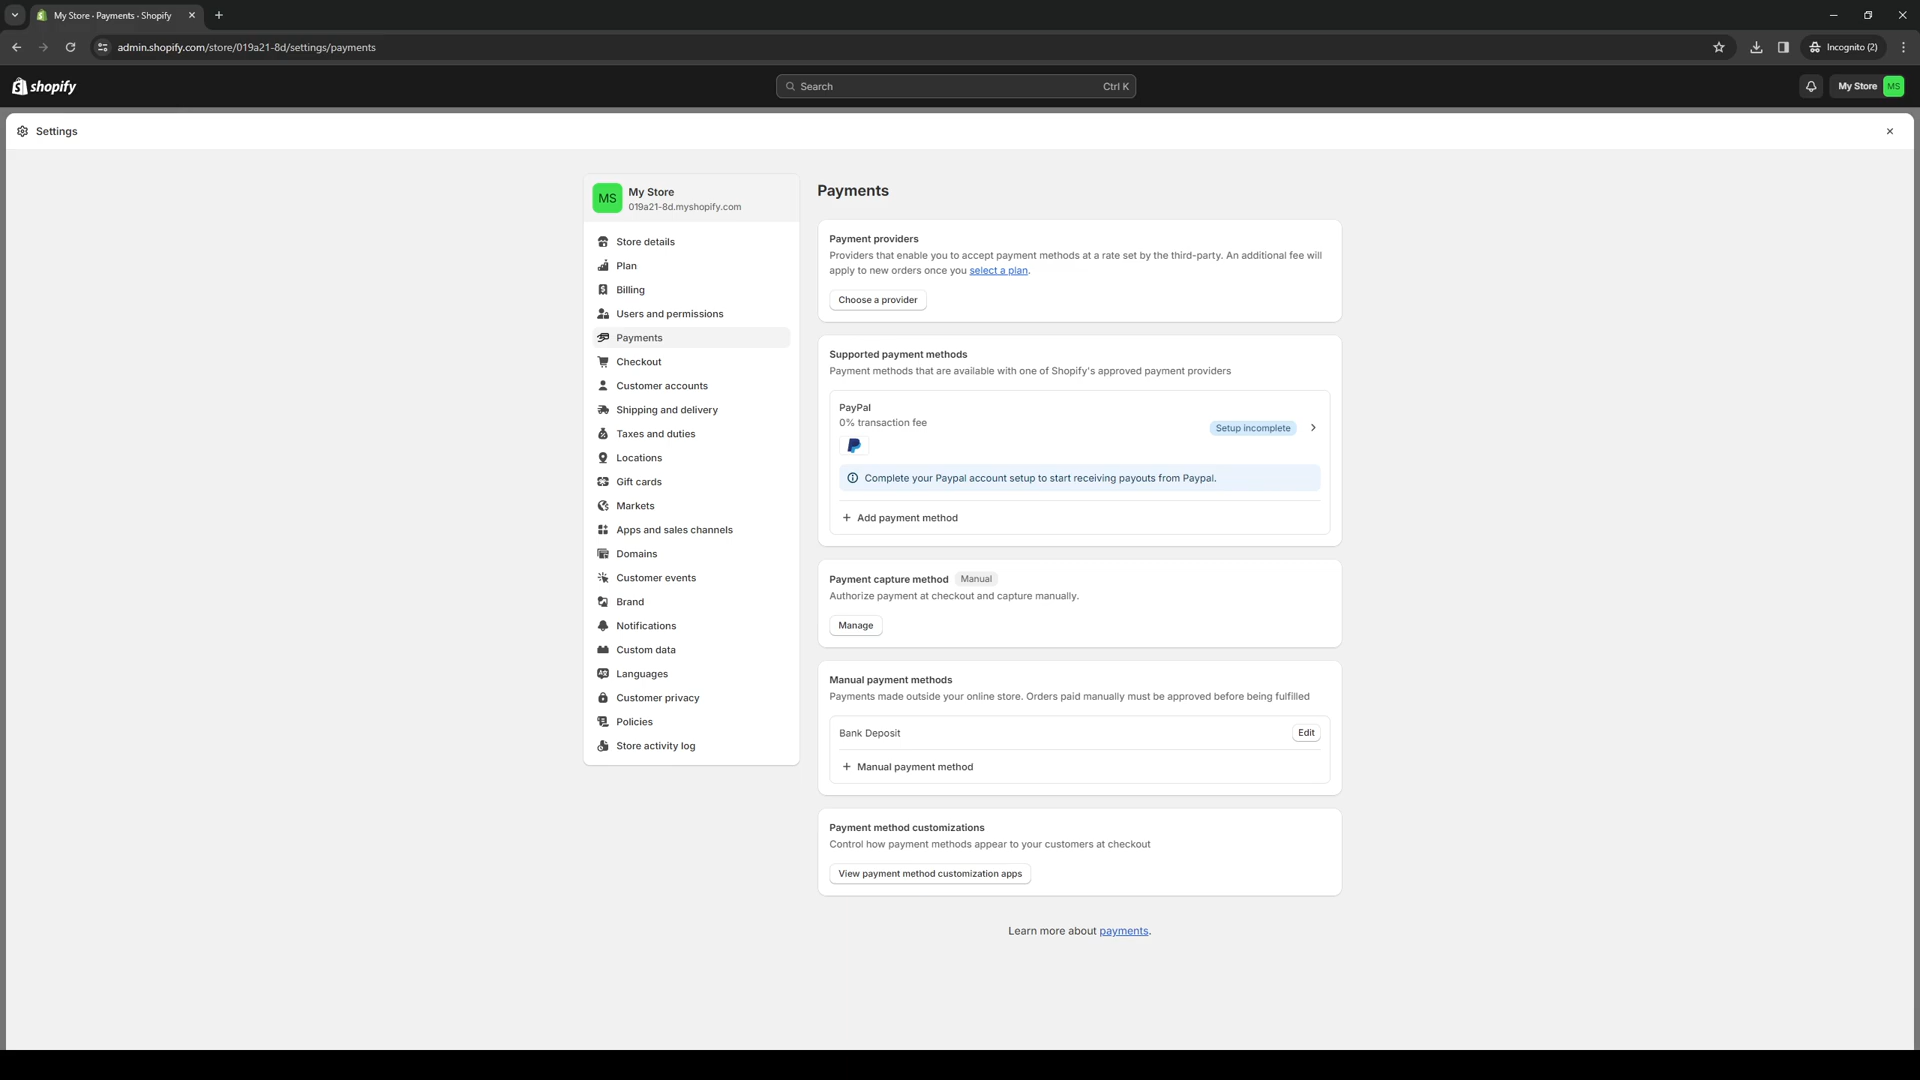 My Store · Payments · Shopify
admin.shopify.com/store/019a21-8d/settings/payments
Incognito (2)
shopify
Search
Ctrl K
My Store
MS
Settings
MS
My Store
019a21-8d.myshopify.com
Store details
Plan
Billing
Users and permissions
Payments
Checkout
Customer accounts
Shipping and delivery
Taxes and duties
Locations
Gift cards
Markets
Apps and sales channels
Domains
Customer events
Brand
Notifications
Custom data
Languages
Customer privacy
Policies
Store activity log
Payments
Payment providers
Providers that enable you to accept payment methods at a rate set by the third-party. An additional fee will
apply to new orders once you select a plan.
Choose a provider
Supported payment methods
Payment methods that are available with one of Shopify's approved payment providers
PayPal
0% transaction fee
Setup incomplete
Complete your Paypal account setup to start receiving payouts from Paypal.
Add payment method
Payment capture method Manual
Authorize payment at checkout and capture manually.
Manage
Manual payment methods
Payments made outside your online store. Orders paid manually must be approved before being fulfilled
Bank Deposit
Edit
Manual payment method
Payment method customizations
Control how payment methods appear to your customers at checkout
View payment method customization apps
Learn more about payments.